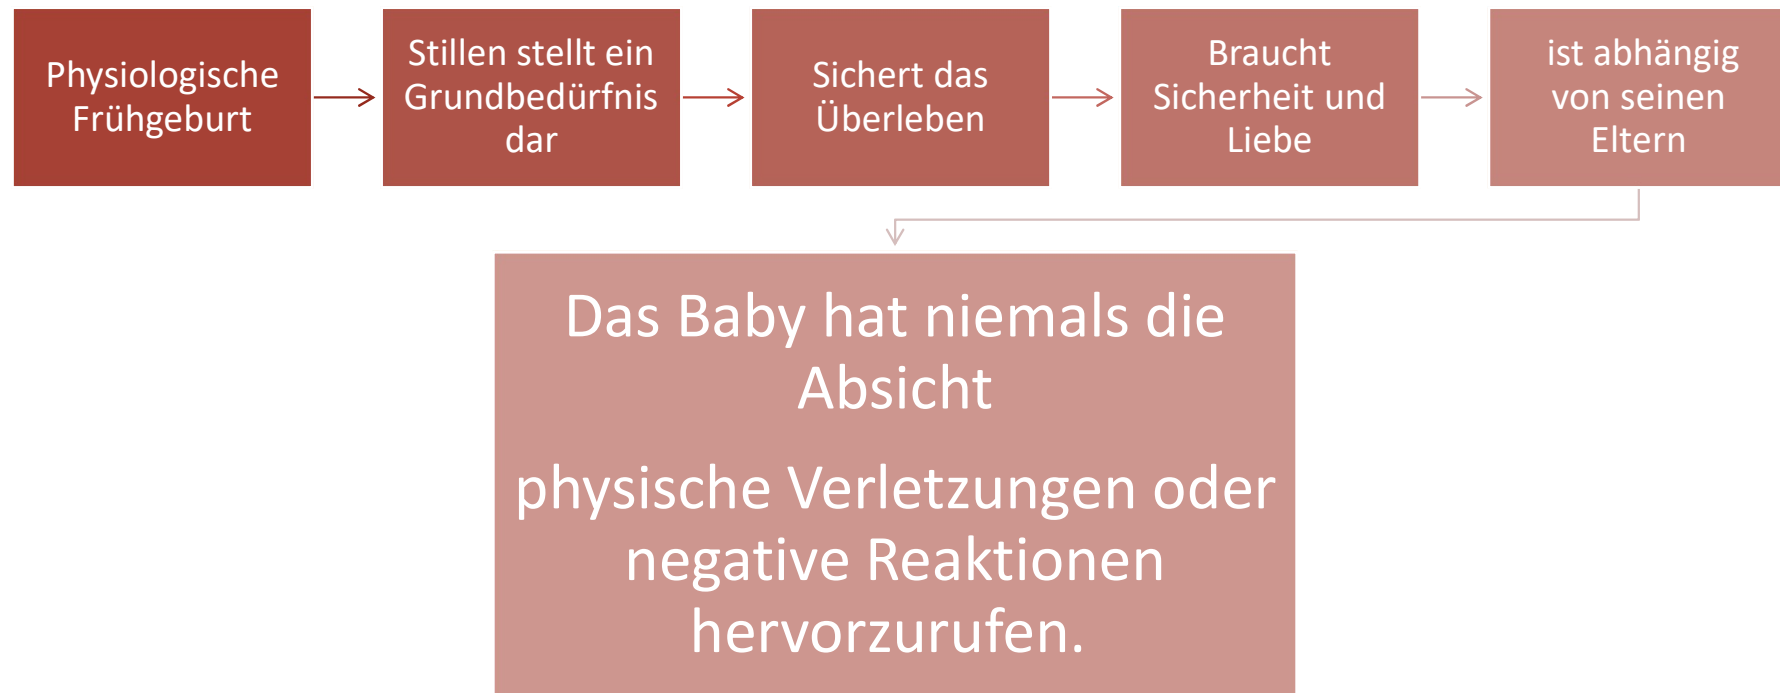 Physiologische
Frühgeburt
Stillen stellt ein
Grundbedürfnis
dar
Sichert das
Überleben
Braucht
Sicherheit und
Liebe
ist abhängig
von seinen
Eltern
Das Baby hat niemals die
Absicht
physische Verletzungen oder
negative Reaktionen
hervorzurufen.